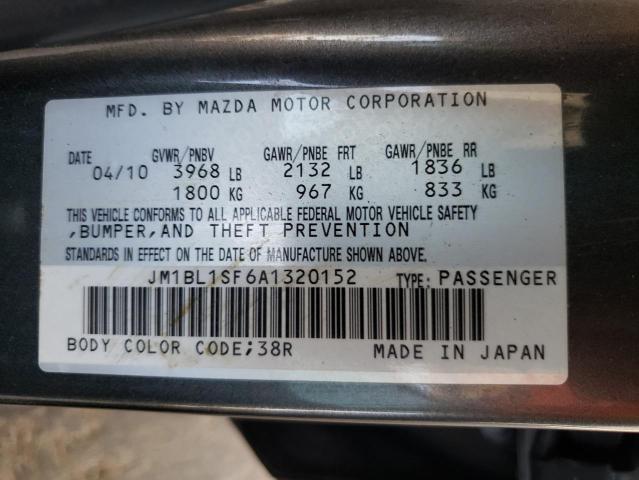 MFD. BY MAZDA MOTOR CORPORATION
DATE GVWR/PNBV GAWR/PNBE FRT GAWR/PNBE RR
04/10 3968 LB 2132 LB 1836 LB
1800 KG 967 KG 833 KG
THIS VEHICLE CONFORMS TO ALL APPLICABLE FEDERAL MOTOR VEHICLE SAFETY
,BUMPER,AND THEFT PREVENTION
STANDARDS IN EFFECT ON THE DATE OF MANUFACTURE SHOWN ABOVE.
JM1BL1SF6A1320152 TYPE: PASSENGER
BODY COLOR CODE;38R MADE IN JAPAN